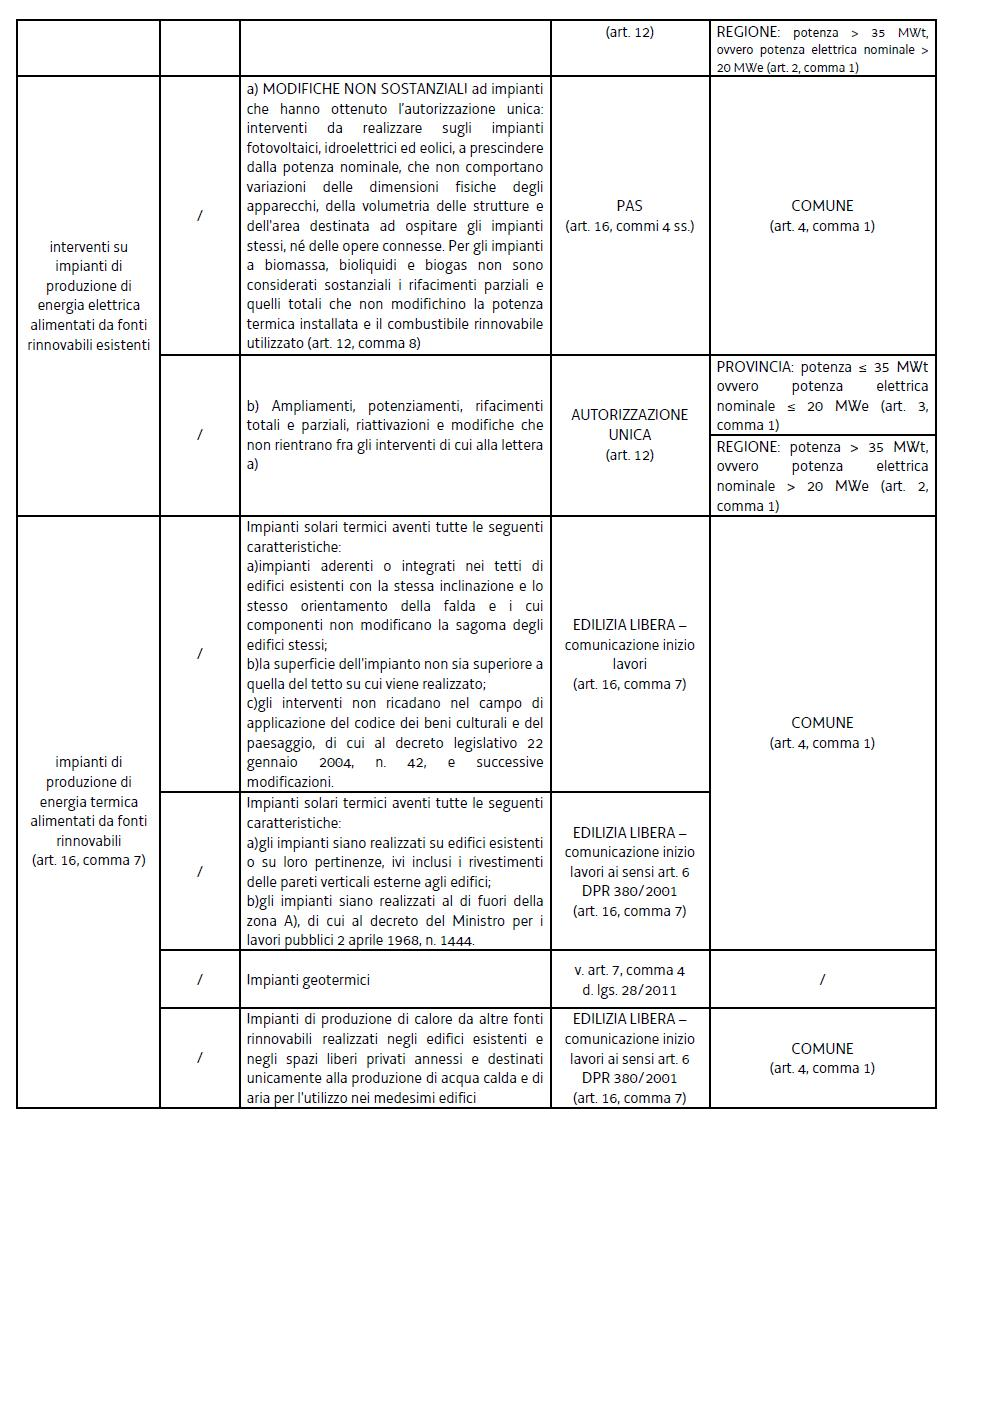 (art. 12)
REGIONE: potenza > 35 MWt,
ovvero potenza elettrica nominale >
20 MWe (art. 2, comma 1)
interventi su
impianti di
produzione di
energia elettrica
alimentati da fonti
rinnovabili esistenti
/
a) MODIFICHE NON SOSTANZIALI ad impianti
che hanno ottenuto l'autorizzazione unica:
interventi da realizzare sugli impianti
fotovoltaici, idroelettrici ed eolici, a prescindere
dalla potenza nominale, che non comportano
variazioni delle dimensioni fisiche degli
apparecchi, della volumetria delle strutture e
dell'area destinata ad ospitare gli impianti
stessi, né delle opere connesse. Per gli impianti
a biomassa, bioliquidi e biogas non sono
considerati sostanziali i rifacimenti parziali e
quelli totali che non modifichino la potenza
termica installata e il combustibile rinnovabile
utilizzato (art. 12, comma 8)
PAS
(art. 16, commi 4 ss.)
COMUNE
(art. 4, comma 1)
/
b) Ampliamenti, potenziamenti, rifacimenti
totali e parziali, riattivazioni e modifiche che
non rientrano fra gli interventi di cui alla lettera
a)
AUTORIZZAZIONE
UNICA
(art. 12)
PROVINCIA: potenza ≤ 35 MWt
ovvero potenza elettrica
nominale ≤ 20 MWe (art. 3,
comma 1)
REGIONE: potenza > 35 MWt,
ovvero potenza elettrica
nominale > 20 MWe (art. 2,
comma 1)
impianti di
produzione di
energia termica
alimentati da fonti
rinnovabili
(art. 16, comma 7)
/
Impianti solari termici aventi tutte le seguenti
caratteristiche:
a)impianti aderenti o integrati nei tetti di
edifici esistenti con la stessa inclinazione e lo
stesso orientamento della falda e i cui
componenti non modificano la sagoma degli
edifici stessi;
b)la superficie dell'impianto non sia superiore a
quella del tetto su cui viene realizzato;
c)gli interventi non ricadano nel campo di
applicazione del codice dei beni culturali e del
paesaggio, di cui al decreto legislativo 22
gennaio 2004, n. 42, e successive
modificazioni.
EDILIZIA LIBERA –
comunicazione inizio
lavori
(art. 16, comma 7)
COMUNE
(art. 4, comma 1)
/
Impianti solari termici aventi tutte le seguenti
caratteristiche:
a)gli impianti siano realizzati su edifici esistenti
o su loro pertinenze, ivi inclusi i rivestimenti
delle pareti verticali esterne agli edifici;
b)gli impianti siano realizzati al di fuori della
zona A), di cui al decreto del Ministro per i
lavori pubblici 2 aprile 1968, n. 1444.
EDILIZIA LIBERA –
comunicazione inizio
lavori ai sensi art. 6
DPR 380/2001
(art. 16, comma 7)
/
Impianti geotermici
v. art. 7, comma 4
d. lgs. 28/2011
/
/
Impianti di produzione di calore da altre fonti
rinnovabili realizzati negli edifici esistenti e
negli spazi liberi privati annessi e destinati
unicamente alla produzione di acqua calda e di
aria per l'utilizzo nei medesimi edifici
EDILIZIA LIBERA –
comunicazione inizio
lavori ai sensi art. 6
DPR 380/2001
(art. 16, comma 7)
COMUNE
(art. 4, comma 1)